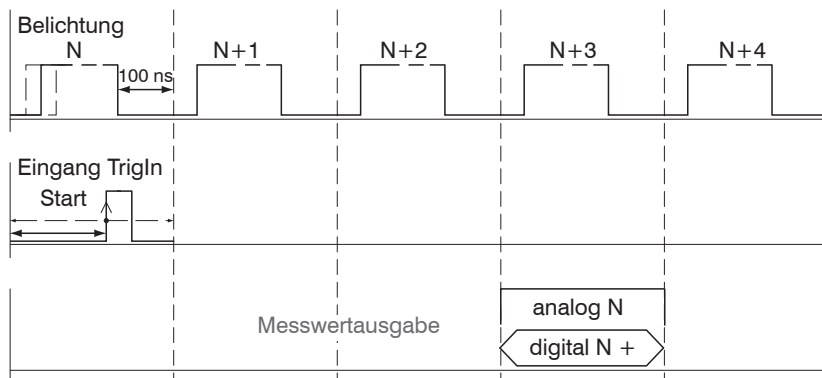 Belichtung
N N+1 N+2 N+3 N+4
100 ns
Eingang TrigIn
Start
analog N
Messwertausgabe
digital N +